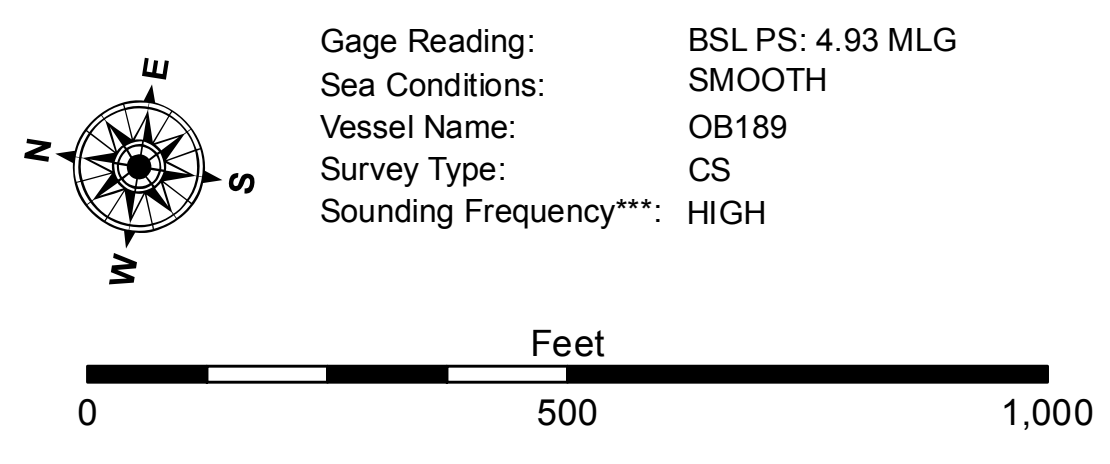 E
N
S
W
Gage Reading: BSL PS: 4.93 MLG
Sea Conditions: SMOOTH
Vessel Name: OB189
Survey Type: CS
Sounding Frequency***: HIGH
Feet
0 500 1,000